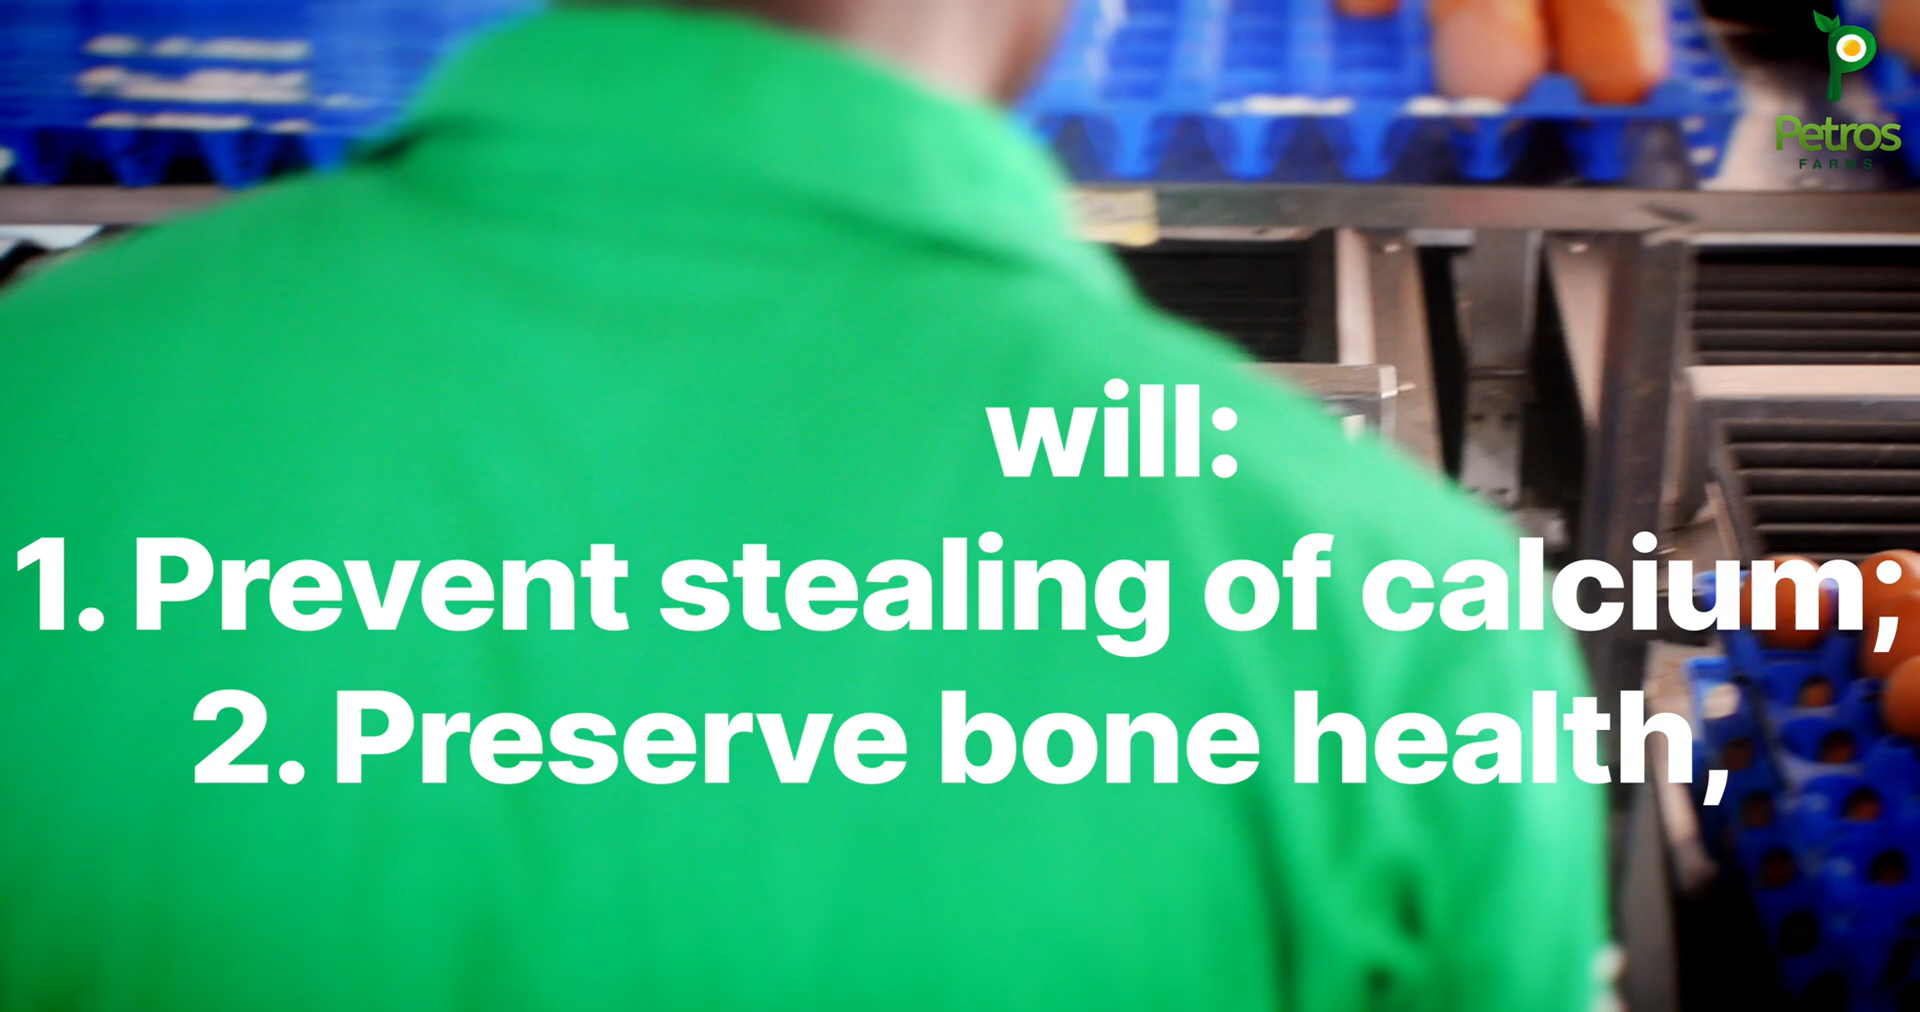 Petros
FARMS
will:
1. Prevent stealing of calcium;
2. Preserve bone health,